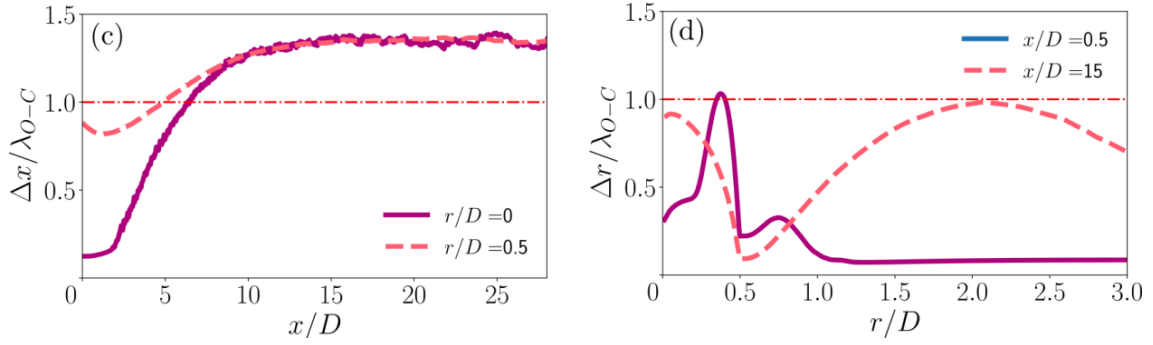 (c)
1.5
1.0
0.5
Δx/λ_{O−C}
r/D =0
r/D =0.5
0 5 10 15 20 25
x/D
(d)
1.5
1.0
0.5
Δr/λ_{O−C}
x/D =0.5
x/D =15
0 0.5 1.0 1.5 2.0 2.5 3.0
r/D